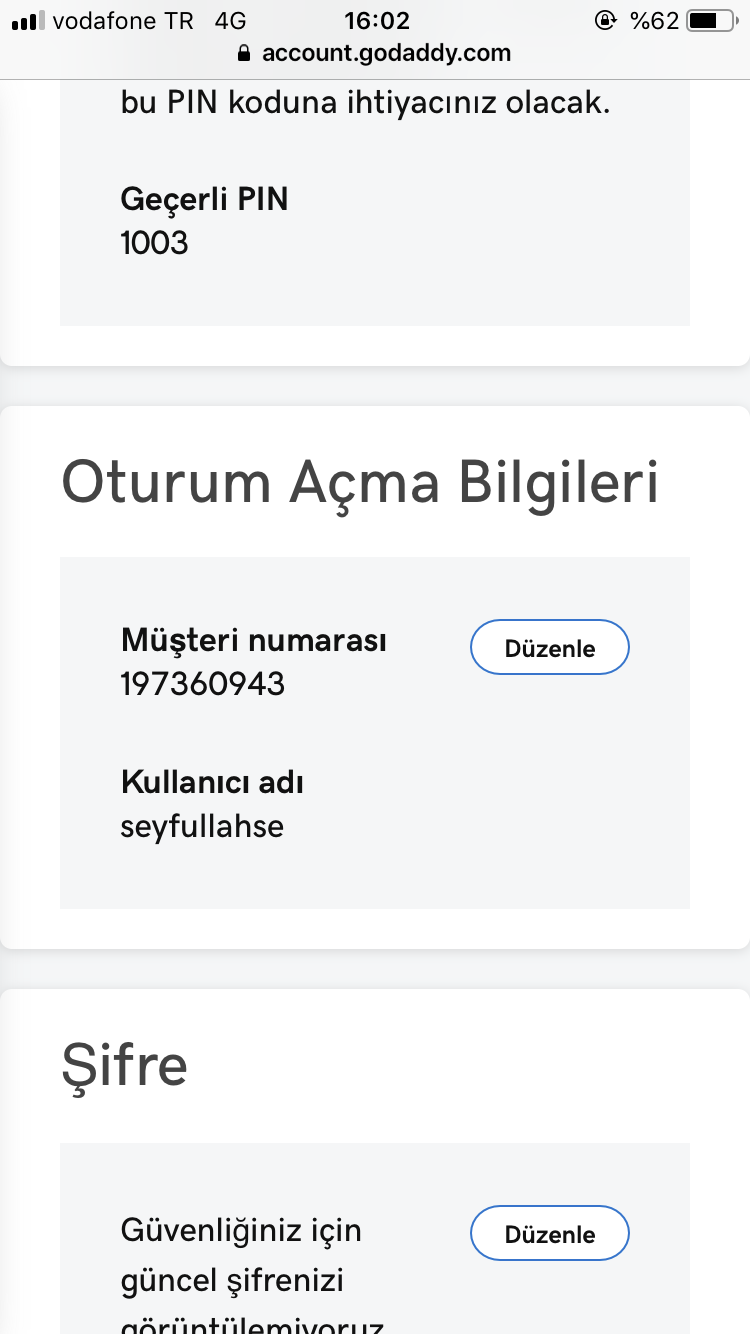 vodafone TR 4G 16:02 %62
account.godaddy.com
bu PIN koduna ihtiyacınız olacak.
Geçerli PIN
1003
Oturum Açma Bilgileri
Müşteri numarası
Düzenle
197360943
Kullanıcı adı
seyfullahse
Şifre
Güvenliğiniz için
Düzenle
güncel şifrenizi
görüntülemiyoruz